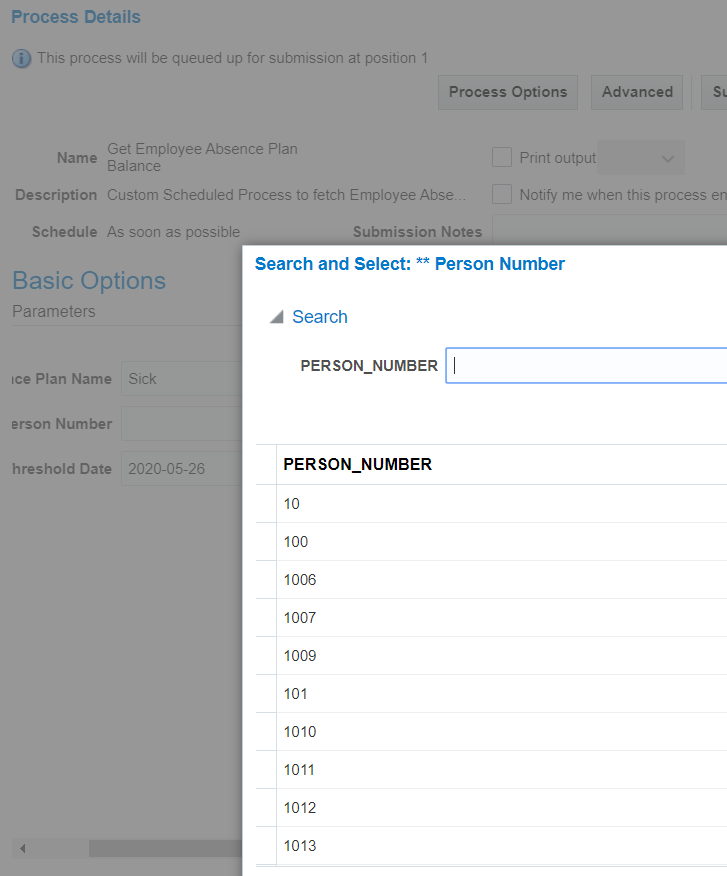 Process Details
This process will be queued up for submission at position 1
Process Options
Advanced
Su
Name
Get Employee Absence Plan
Balance
Print output
Description
Custom Scheduled Process to fetch Employee Abse...
Notify me when this process en
Schedule
As soon as possible
Submission Notes
Basic Options
Parameters
nce Plan Name
Sick
erson Number
hreshold Date
2020-05-26
Search and Select: ** Person Number
Search
PERSON_NUMBER
PERSON_NUMBER
10
100
1006
1007
1009
101
1010
1011
1012
1013